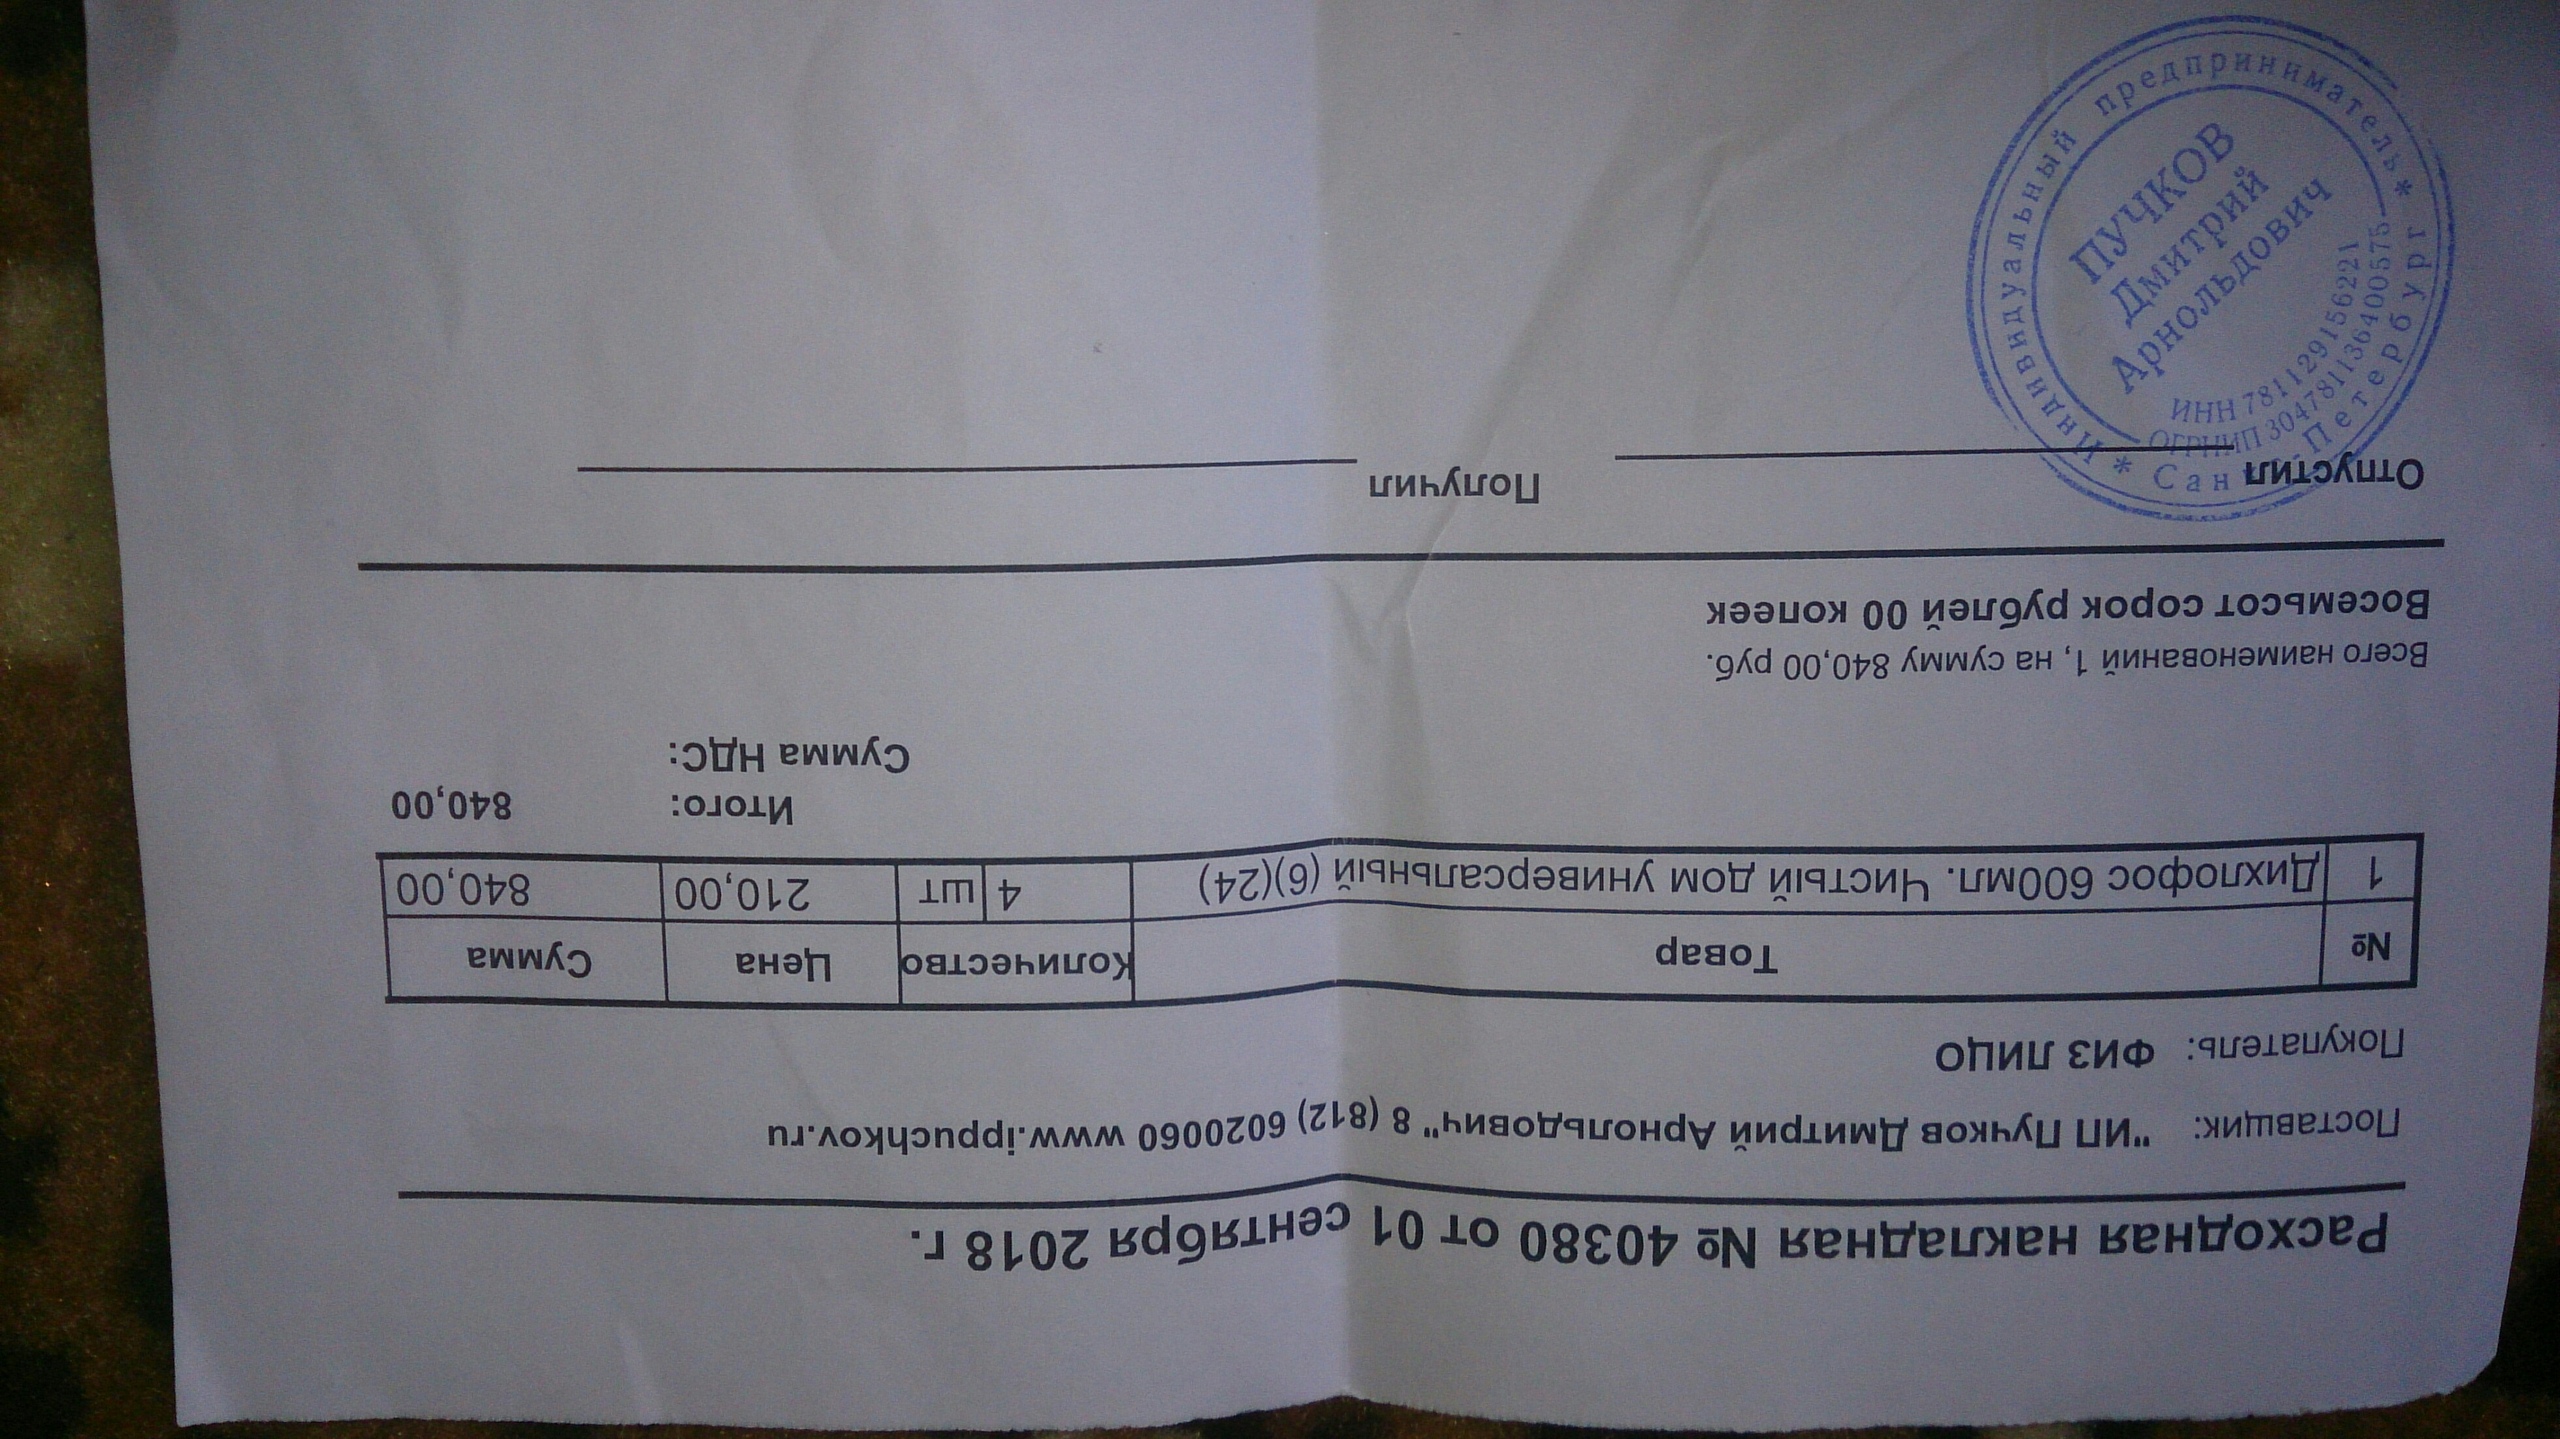 Расходная накладная № 40380 от 01 сентября 2018 г.
Поставщик: "ИП Пучков Дмитрий Арнольдович" 8 (812) 6020060 www.ippuchkov.ru
Покупатель: ФИЗ ЛИЦО
№ Товар Количество Цена Сумма
1 Дихлофос 600мл. Чистый дом универсальный (6)(24) 4 шт 210,00 840,00
Итого: 840,00
Сумма НДС:
Всего наименований 1, на сумму 840,00 руб.
Восемьсот сорок рублей 00 копеек
Отпустил Получил
Индивидуальный предприниматель*
ПУЧКОВ
Дмитрий
Арнольдович
ИНН 781129156221
ОГРНИП 304781136400575
* Санкт-Петербург